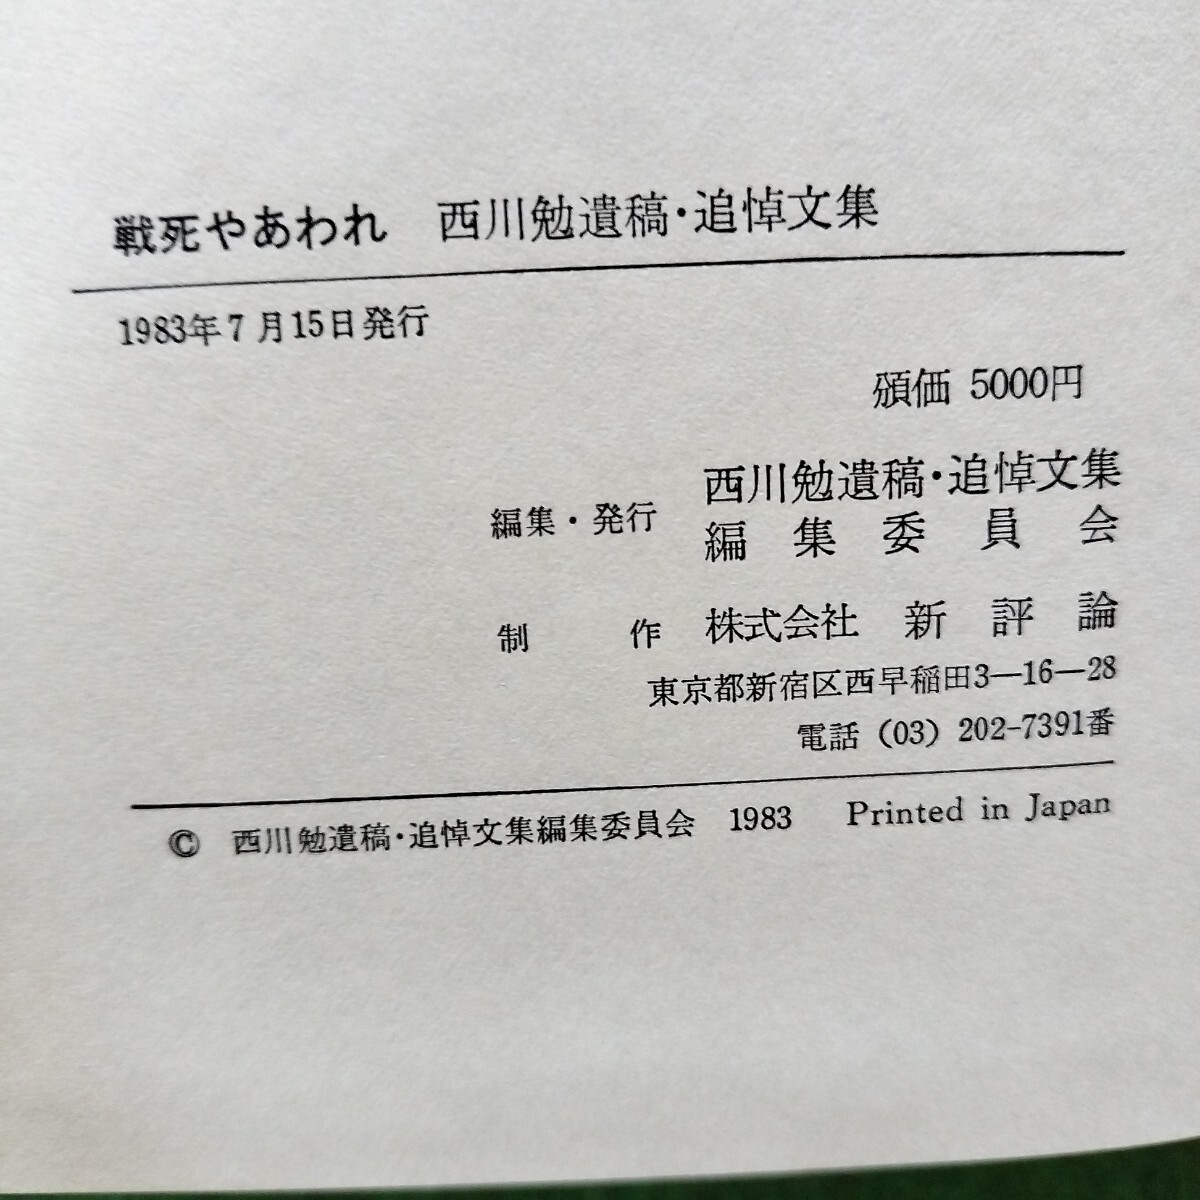 戦死やあわれ 西川勉遺稿・追悼文集
1983年7月15日発行
頒価 5000円
編集・発行 西川勉遺稿・追悼文集
編集委員会
制作 株式会社 新評論
東京都新宿区西早稲田3—16—28
電話 (03) 202-7391番
© 西川勉遺稿・追悼文集編集委員会 1983 Printed in Japan